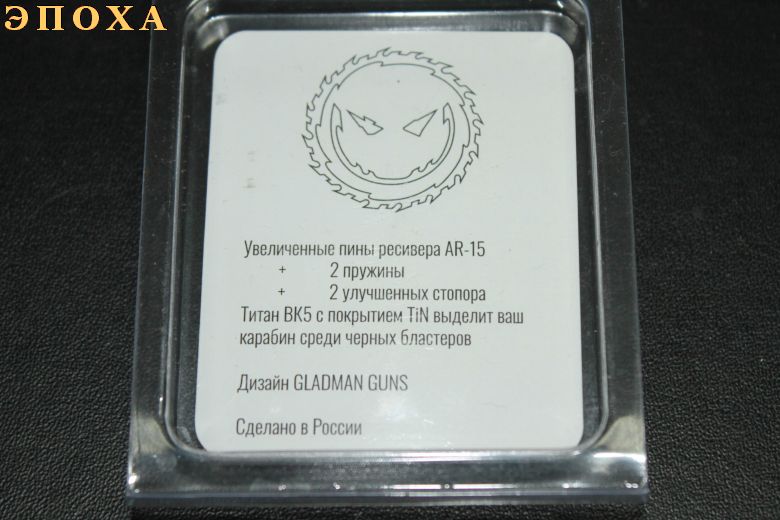 ЭПОХА
Увеличенные пины ресивера AR-15
+ 2 пружины
+ 2 улучшенных стопора
Титан ВК5 с покрытием TiN выделит ваш
карабин среди черных бластеров
Дизайн GLADMAN GUNS
Сделано в России